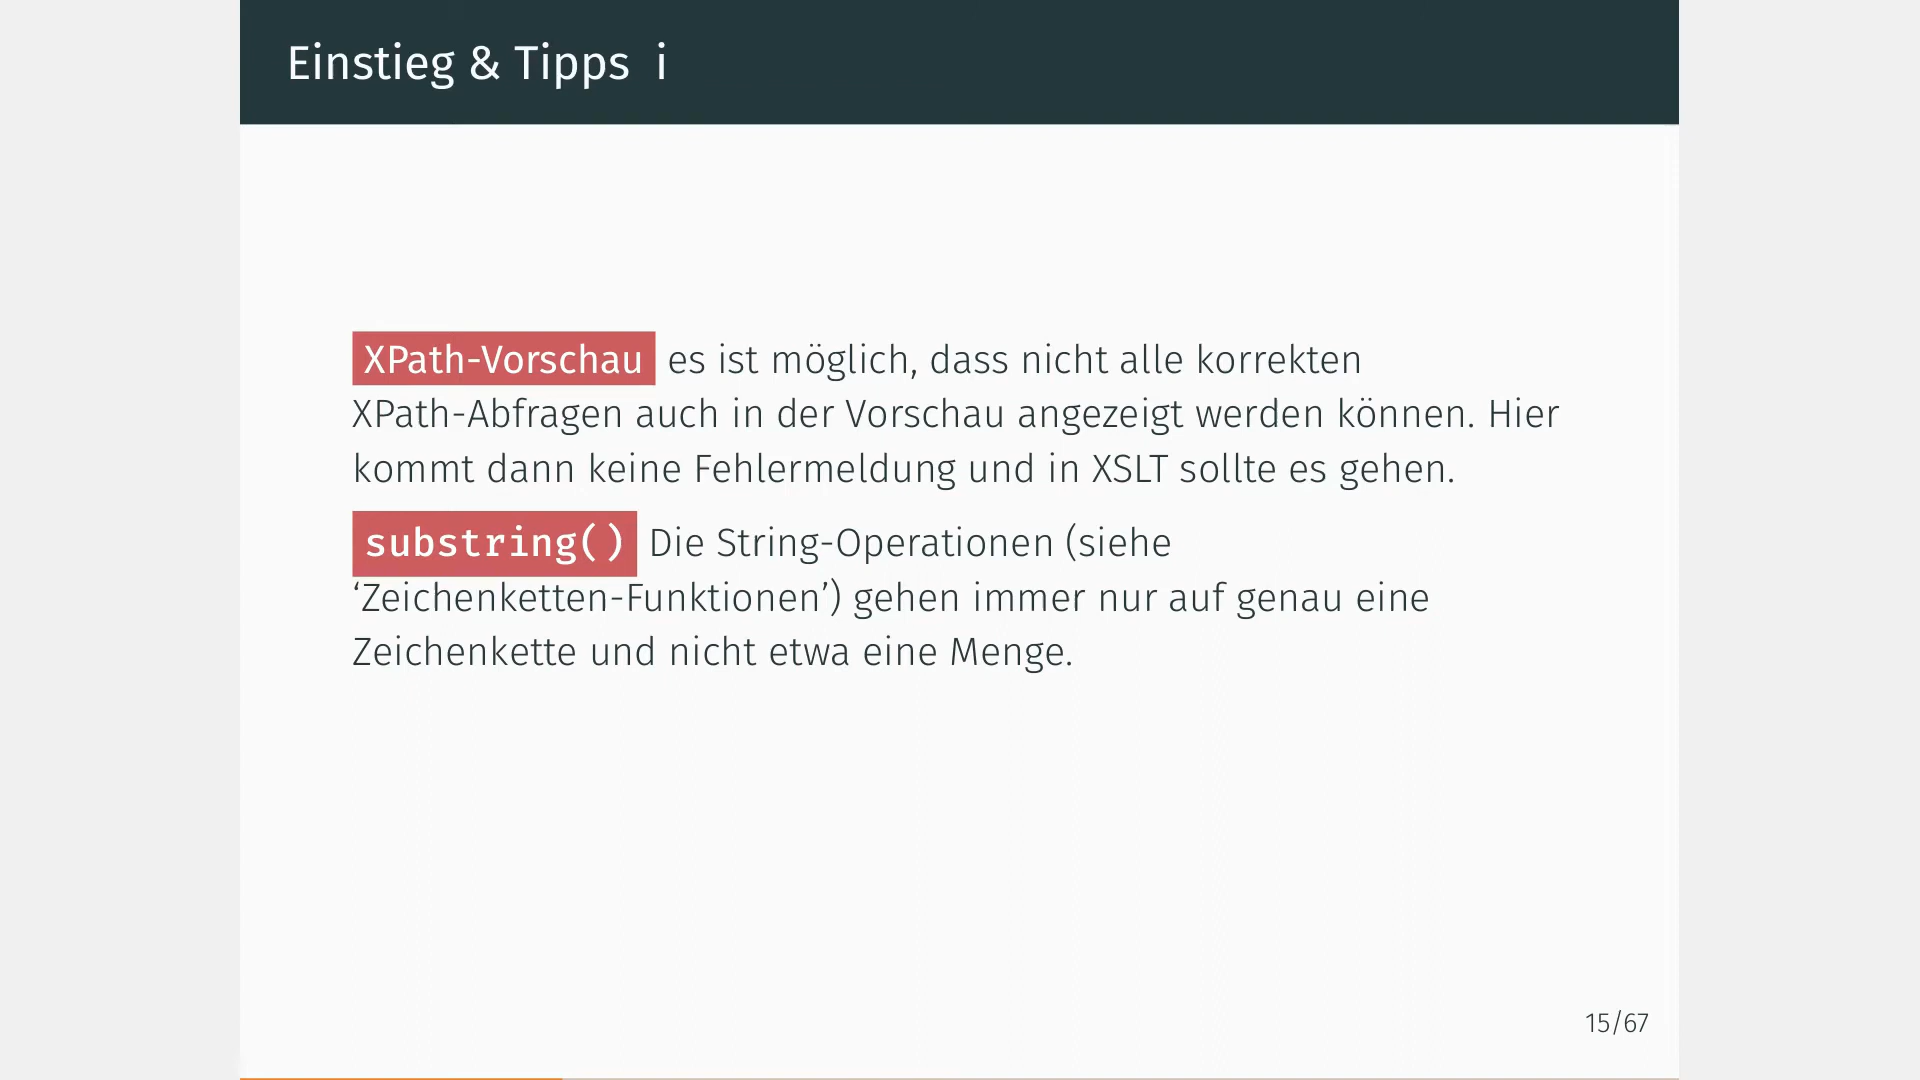 Einstieg & Tipps i
XPath-Vorschau es ist möglich, dass nicht alle korrekten
XPath-Abfragen auch in der Vorschau angezeigt werden können. Hier
kommt dann keine Fehlermeldung und in XSLT sollte es gehen.
substring() Die String-Operationen (siehe
‘Zeichenketten-Funktionen’) gehen immer nur auf genau eine
Zeichenkette und nicht etwa eine Menge.
15/67